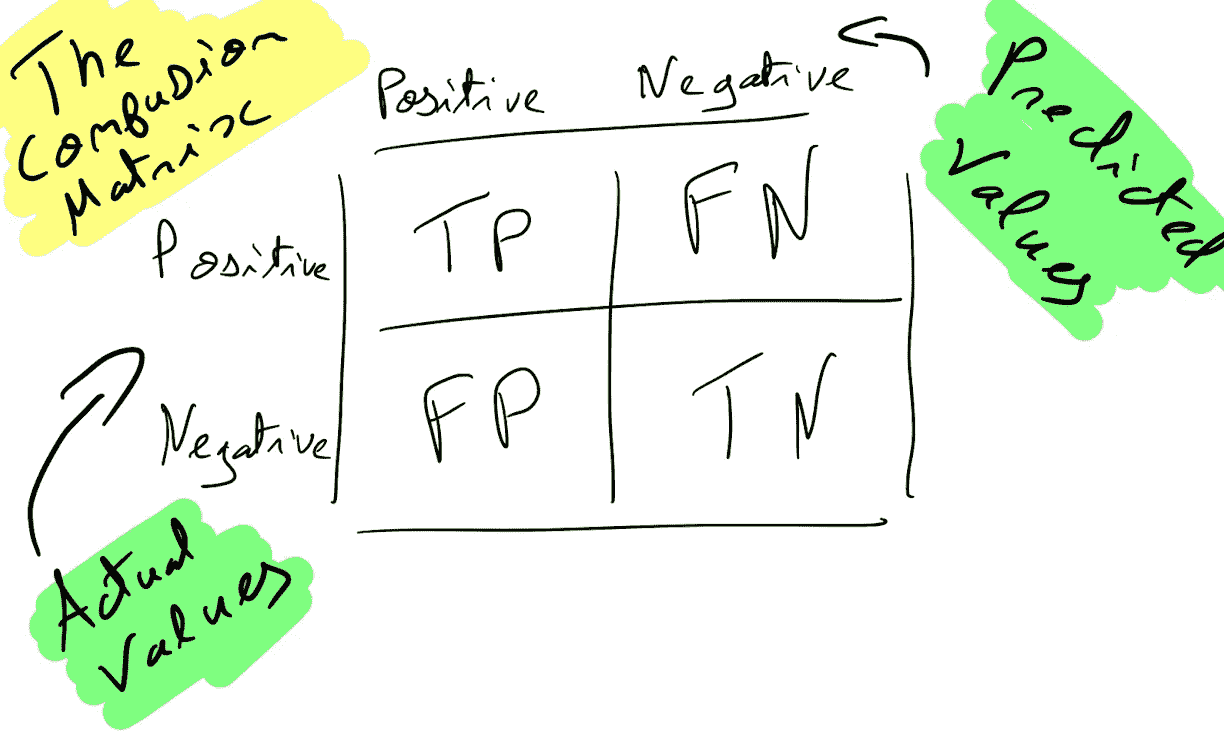 The
Confusion
Matrix
Positive Negative
Predicted
Values
Positive TP FN
Negative FP TN
Actual
Values